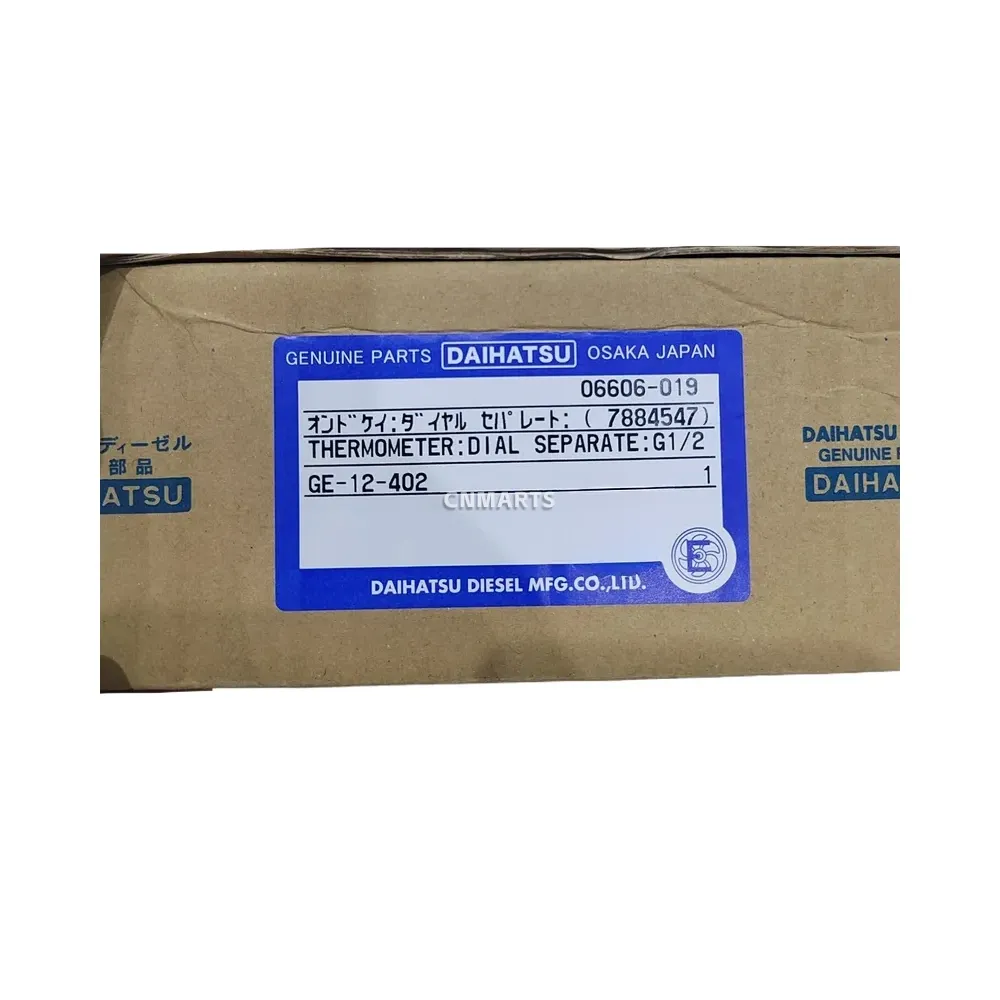 GENUINE PARTS DAIHATSU OSAKA JAPAN
06606-019
オンドケイ:ダイヤル セパレート: ( 7884547 )
THERMOMETER:DIAL SEPARATE:G1/2
GE-12-402 1
CNMARTS
E
DAIHATSU DIESEL MFG.CO.,LTD.
ディーゼル
部品
ATSU
DAIHATSU
GENUINE P
DAIHA